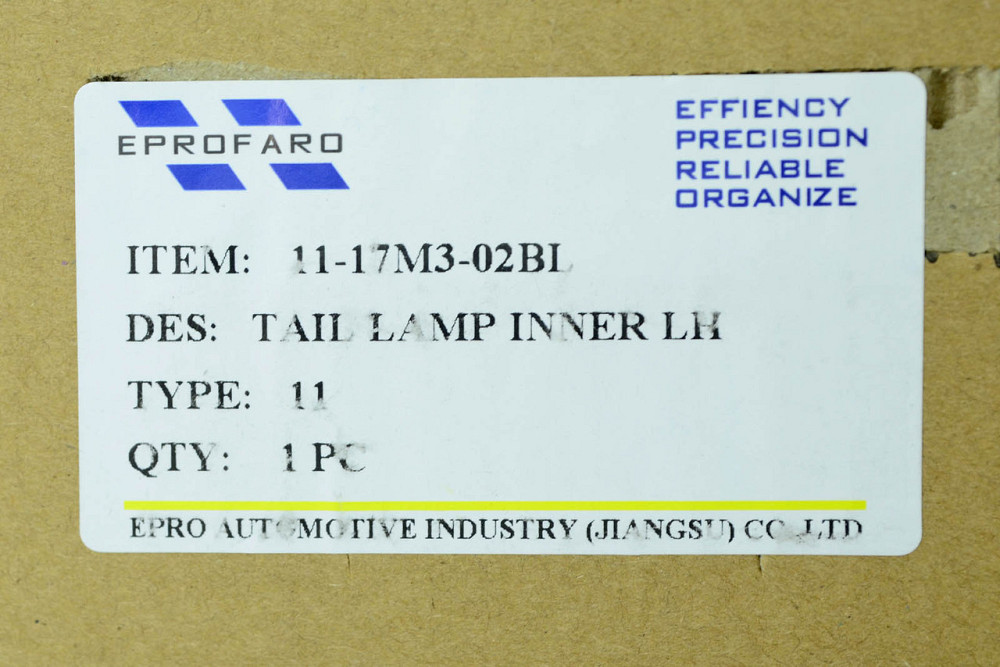 EPROFARO
EFFIENCY
PRECISION
RELIABLE
ORGANIZE
ITEM: 11-17M3-02BL
DES: TAIL LAMP INNER LH
TYPE: 11
QTY: 1 PC
EPRO AUTOMOTIVE INDUSTRY (JIANGSU) CO.,LTD